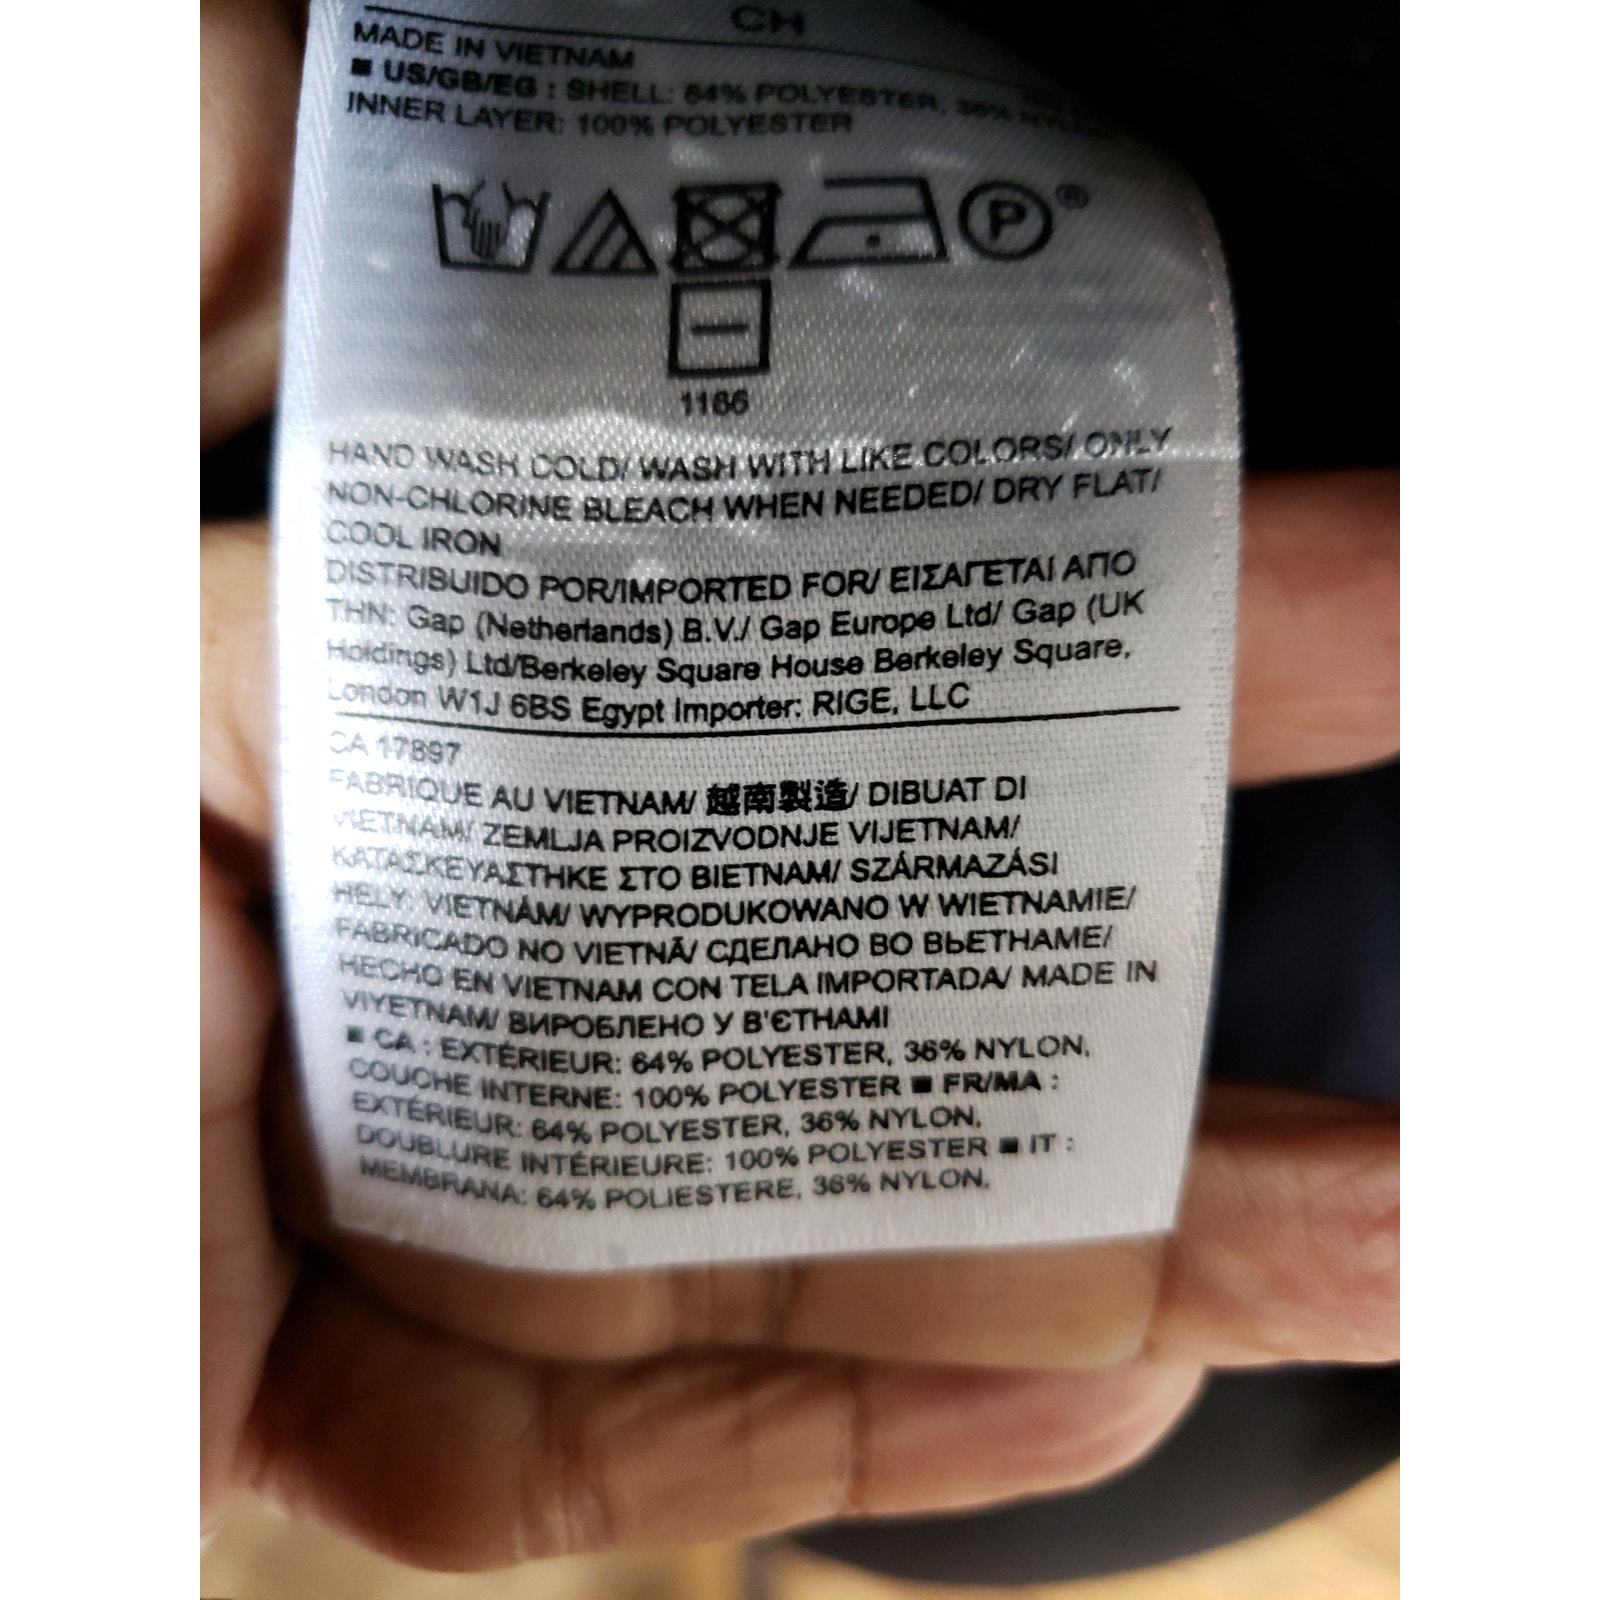 CH
MADE IN VIETNAM
■ US/GB/EG : SHELL: 64% POLYESTER, 36% NYLON,
INNER LAYER: 100% POLYESTER
P ®
1166
HAND WASH COLD/ WASH WITH LIKE COLORS/ ONLY
NON-CHLORINE BLEACH WHEN NEEDED/ DRY FLAT/
COOL IRON
DISTRIBUIDO POR/IMPORTED FOR/ ΕΙΣΑΓΕΤΑΙ ΑΠΟ
THN: Gap (Netherlands) B.V./ Gap Europe Ltd/ Gap (UK
Holdings) Ltd/Berkeley Square House Berkeley Square,
London W1J 6BS Egypt Importer: RIGE, LLC
CA 17897
FABRIQUE AU VIETNAM/ 越南製造/ DIBUAT DI
VIETNAM/ ZEMLJA PROIZVODNJE VIJETNAM/
ΚΑΤΑΣΚΕΥΑΣΤΗΚΕ ΣΤΟ ΒΙΕΤΝΑΜ/ SZÁRMAZÁSI
HELY: VIETNÁM/ WYPRODUKOWANO W WIETNAMIE/
FABRICADO NO VIETNÃ/ СДЕЛАНО ВО ВЬЕТНАМЕ/
HECHO EN VIETNAM CON TELA IMPORTADA/ MADE IN
VIYETNAM/ ВИРОБЛЕНО У В'ЄТНАМІ
■ CA : EXTÉRIEUR: 64% POLYESTER, 36% NYLON,
COUCHE INTERNE: 100% POLYESTER ■ FR/MA :
EXTÉRIEUR: 64% POLYESTER, 36% NYLON,
DOUBLURE INTÉRIEURE: 100% POLYESTER ■ IT :
MEMBRANA: 64% POLIESTERE, 36% NYLON,